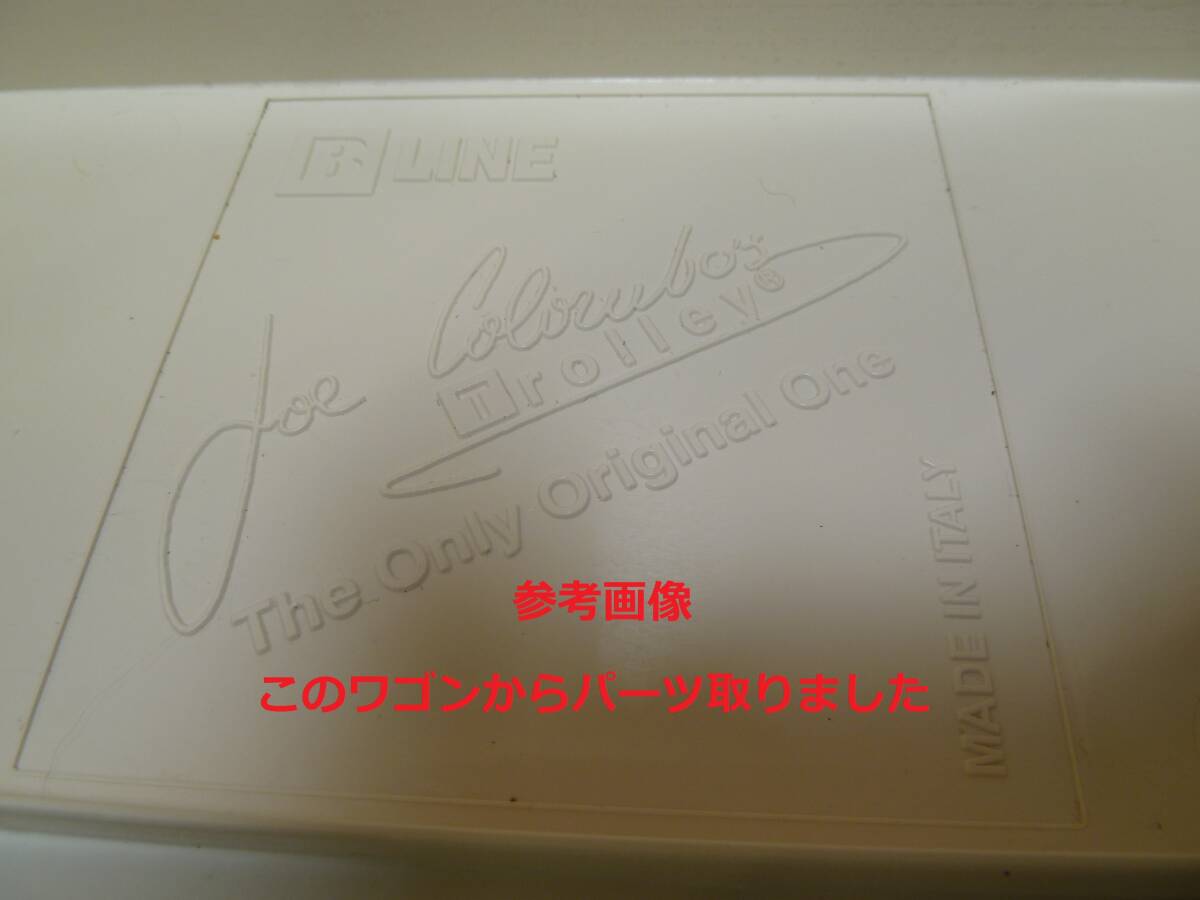 B LINE
Joe Colombo's
Trolley®
The Only Original One
MADE IN ITALY
参考画像
このワゴンからパーツ取りました